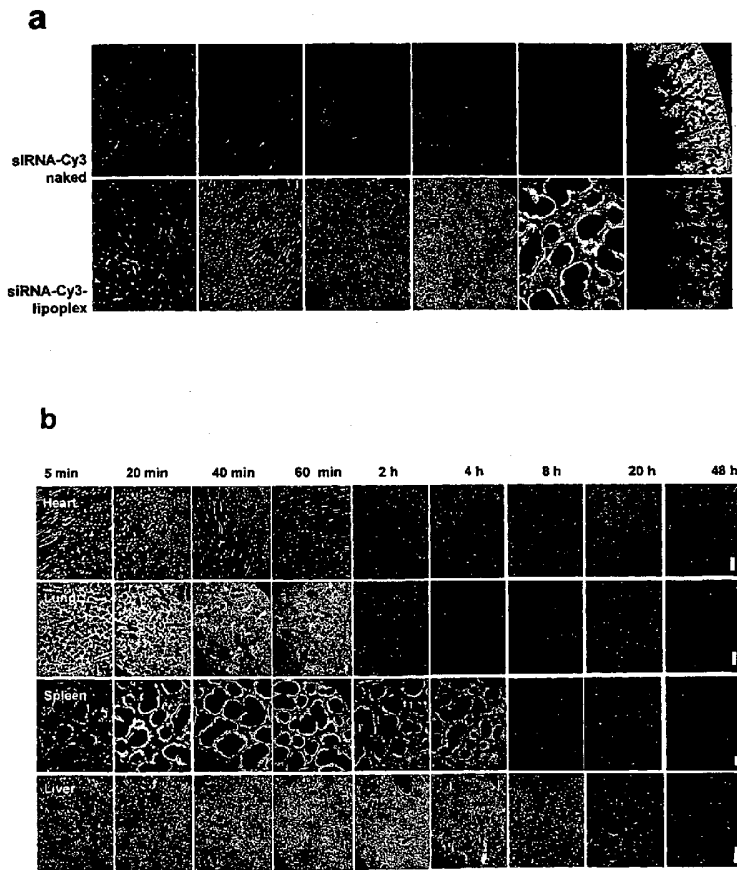 a
siRNA-Cy3
naked
siRNA-Cy3-
lipoplex
b
5 min 20 min 40 min 60 min 2 h 4 h 8 h 20 h 48 h
Heart
Lung
Spleen
Liver